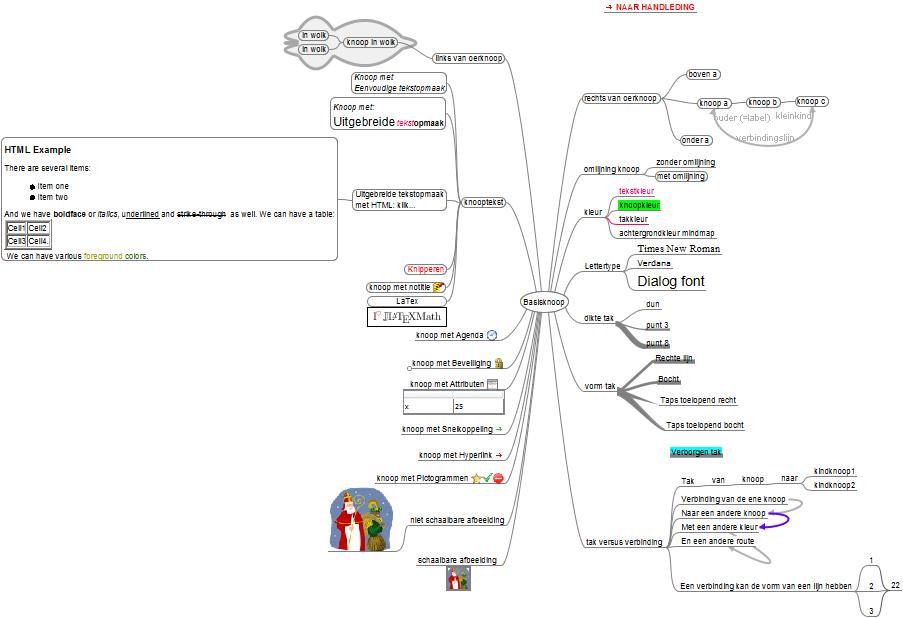 NAAR HANDLEDING
in wolk
in wolk
knoop in wolk
links van oerknoop
Knoop met
Eenvoudige tekstopmaak
Knoop met:
Uitgebreide tekstopmaak
HTML Example
There are several items:
Item one
Item two
And we have boldface or italics, underlined and strike-through as well. We can have a table:
Cell1 Cell2
Cell3 Cell4.
We can have various foreground colors.
Uitgebreide tekstopmaak
met HTML: klik...
knooptekst
Knipperen
knoop met notitie
LaTex
I JLATEXMath
knoop met Agenda
knoop met Beveiliging
knoop met Attributen
x 25
knoop met Snelkoppeling
knoop met Hyperlink
knoop met Pictogrammen
niet schaalbare afbeelding
schaalbare afbeelding
Basisknoop
rechts van oerknoop
boven a
knoop a
knoop b
knoop c
ouder (=label)
kleinkind
verbindingslijn
onder a
omlijning knoop
zonder omlijning
met omlijning
kleur
tekstkleur
knoopkleur
takkleur
achtergrondkleur mindmap
Lettertype
Times New Roman
Verdana
Dialog font
dikte tak
dun
punt 3
punt 8
vorm tak
Rechte lijn
Bocht
Taps toelopend recht
Taps toelopend bocht
Verborgen tak
tak versus verbinding
Tak van knoop naar
kindknoop1
kindknoop2
Verbinding van de ene knoop
Naar een andere knoop
Met een andere kleur
En een andere route
Een verbinding kan de vorm van een lijn hebben
1
2
3
22